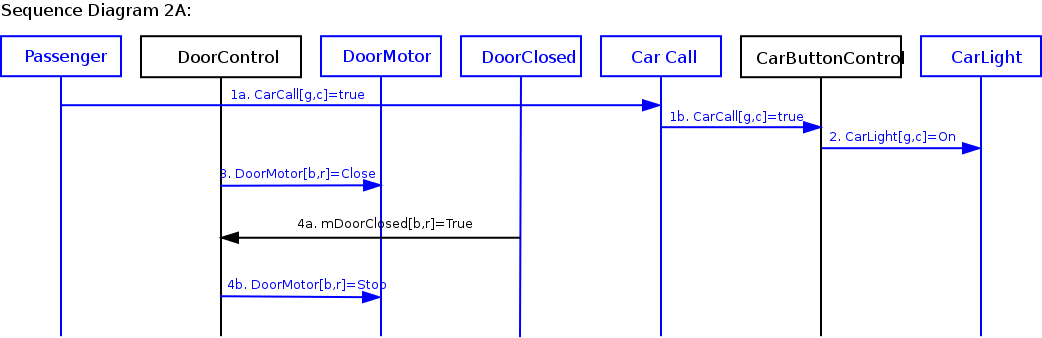 Sequence Diagram 2A:
Passenger
DoorControl
DoorMotor
DoorClosed
Car Call
CarButtonControl
CarLight
1a. CarCall[g,c]=true
1b. CarCall[g,c]=true
2. CarLight[g,c]=On
3. DoorMotor[b,r]=Close
4a. mDoorClosed[b,r]=True
4b. DoorMotor[b,r]=Stop